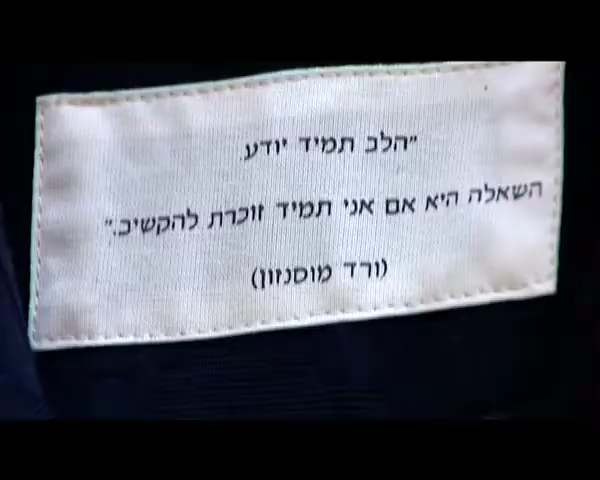 "הלב תמיד יודע.
השאלה היא אם אני תמיד זוכרת להקשיב."
(ורד מוסנזון)